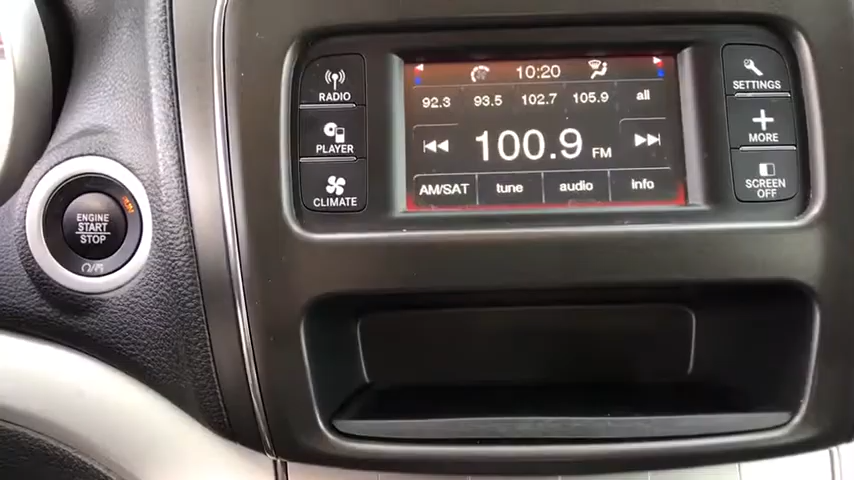 RADIO
PLAYER
CLIMATE
10:20
92.3 93.5 102.7 105.9 all
100.9 FM
AM/SAT tune audio info
SETTINGS
MORE
SCREEN
OFF
ENGINE
START
STOP